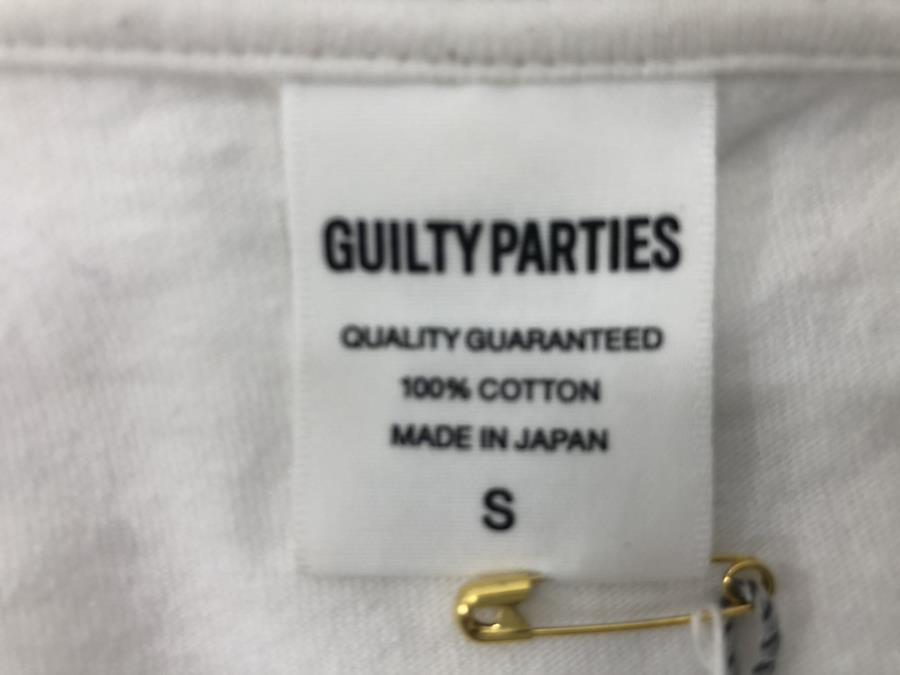 GUILTY PARTIES
QUALITY GUARANTEED
100% COTTON
MADE IN JAPAN
S